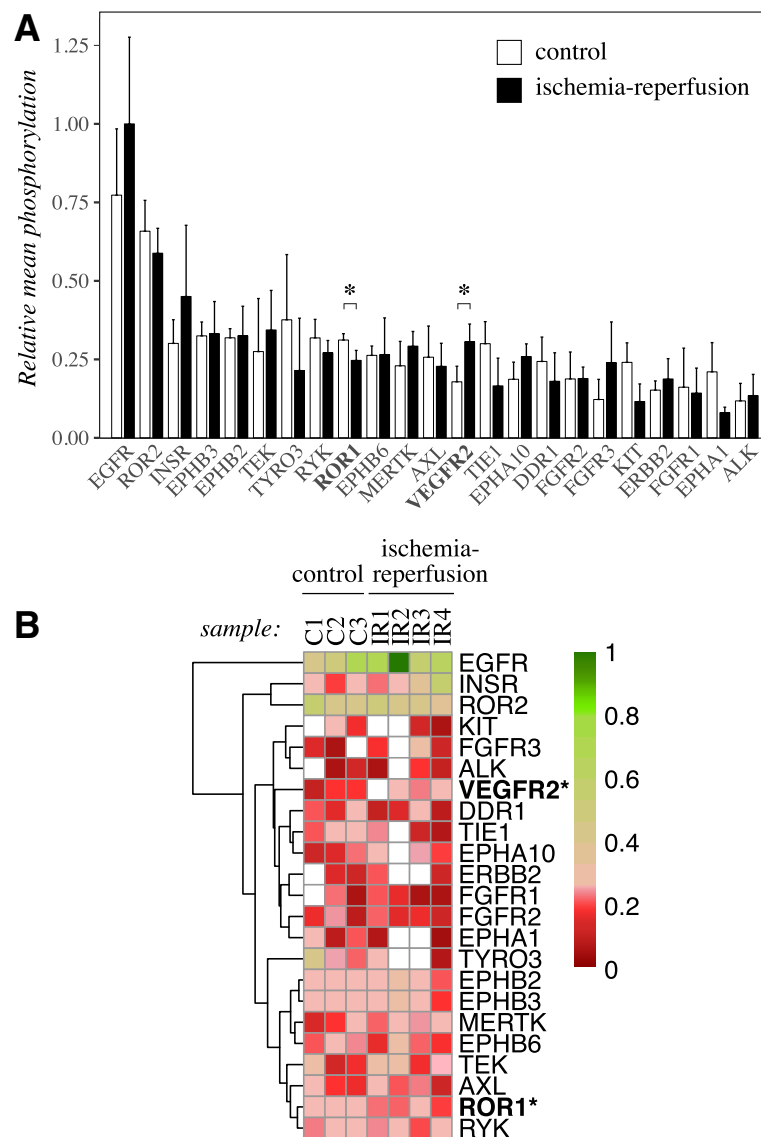 A
Relative mean phosphorylation
1.25
1.00
0.75
0.50
0.25
0.00
control
ischemia-reperfusion
*
*
EGFR
ROR2
INSR
EPHB3
EPHB2
TEK
TYRO3
RYK
ROR1
EPHB6
MERTK
AXL
VEGFR2
TIE1
EPHA10
DDR1
FGFR2
FGFR3
KIT
ERBB2
FGFR1
EPHA1
ALK
B
control
ischemia-
reperfusion
sample:
C1
C2
C3
IR1
IR2
IR3
IR4
EGFR
INSR
ROR2
KIT
FGFR3
ALK
VEGFR2*
DDR1
TIE1
EPHA10
ERBB2
FGFR1
FGFR2
EPHA1
TYRO3
EPHB2
EPHB3
MERTK
EPHB6
TEK
AXL
ROR1*
RYK
1
0.8
0.6
0.4
0.2
0